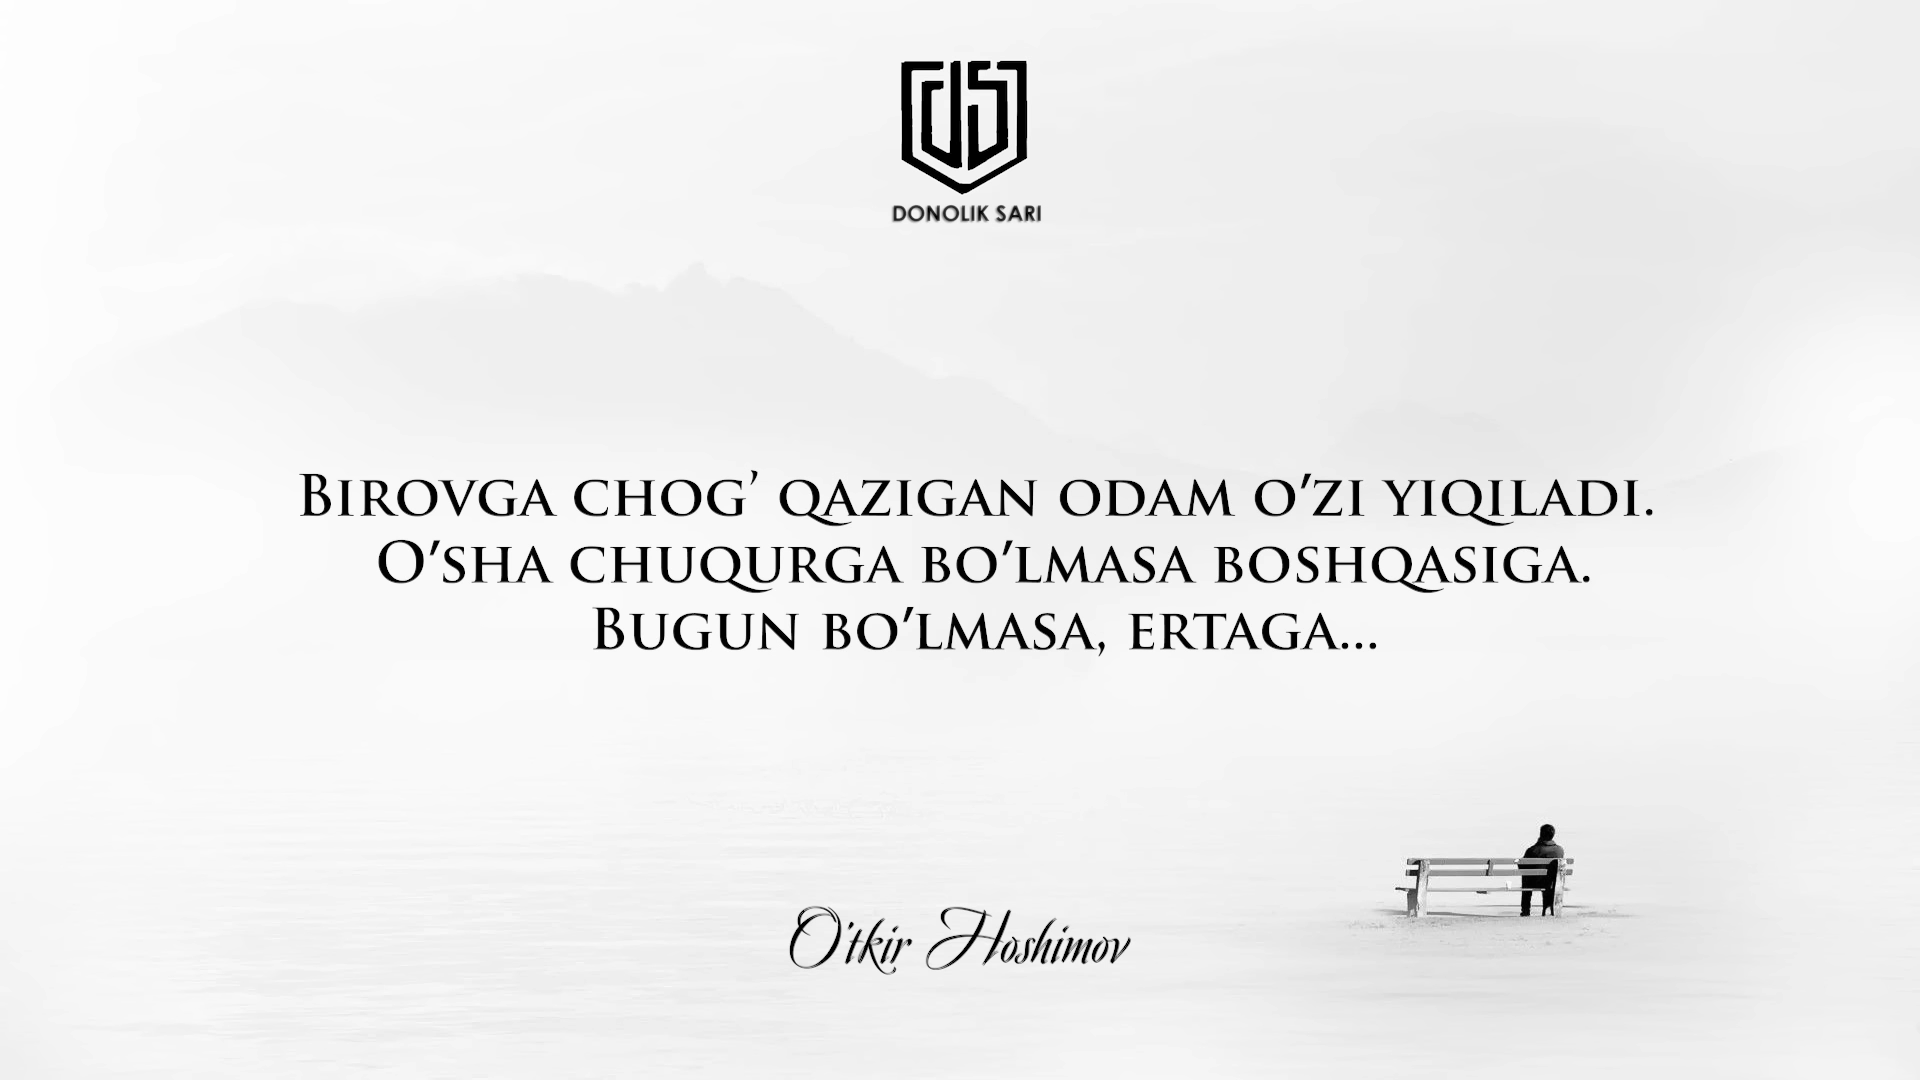 DONOLIK SARI
Birovga chog’ qazigan odam o'zi yiqiladi.
O'sha chuqurga bo'lmasa boshqasiga.
Bugun bo'lmasa, ertaga...
O'tkir Hoshimov